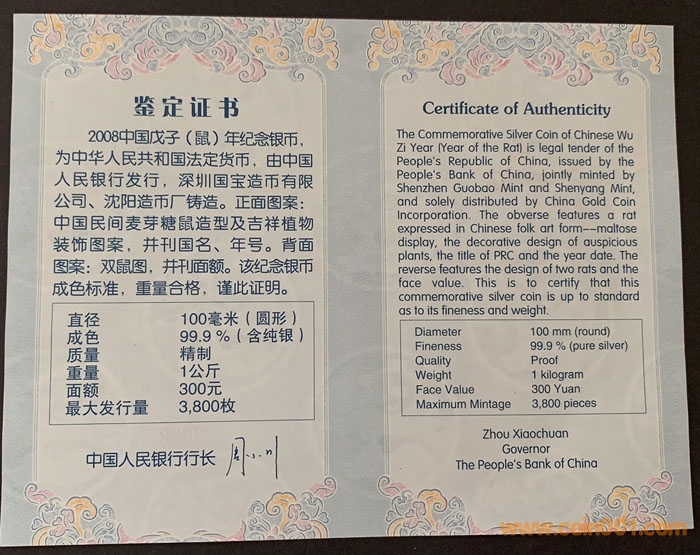 鉴定证书
2008中国戊子（鼠）年纪念银币，
为中华人民共和国法定货币，由中国
人民银行发行，深圳国宝造币有限
公司、沈阳造币厂铸造。正面图案：
中国民间麦芽糖鼠造型及吉祥植物
装饰图案，并刊国名、年号。背面
图案：双鼠图，并刊面额。该纪念银币
成色标准，重量合格，谨此证明。
直径 100毫米（圆形）
成色 99.9％（含纯银）
质量 精制
重量 1公斤
面额 300元
最大发行量 3,800枚
中国人民银行行长
Certificate of Authenticity
The Commemorative Silver Coin of Chinese Wu
Zi Year (Year of the Rat) is legal tender of the
People's Republic of China, issued by the
People's Bank of China, jointly minted by
Shenzhen Guobao Mint and Shenyang Mint,
and solely distributed by China Gold Coin
Incorporation. The obverse features a rat
expressed in Chinese folk art form--maltose
display, the decorative design of auspicious
plants, the title of PRC and the year date. The
reverse features the design of two rats and the
face value. This is to certify that this
commemorative silver coin is up to standard
as to its fineness and weight.
Diameter 100 mm (round)
Fineness 99.9 % (pure silver)
Quality Proof
Weight 1 kilogram
Face Value 300 Yuan
Maximum Mintage 3,800 pieces
Zhou Xiaochuan
Governor
The People's Bank of China